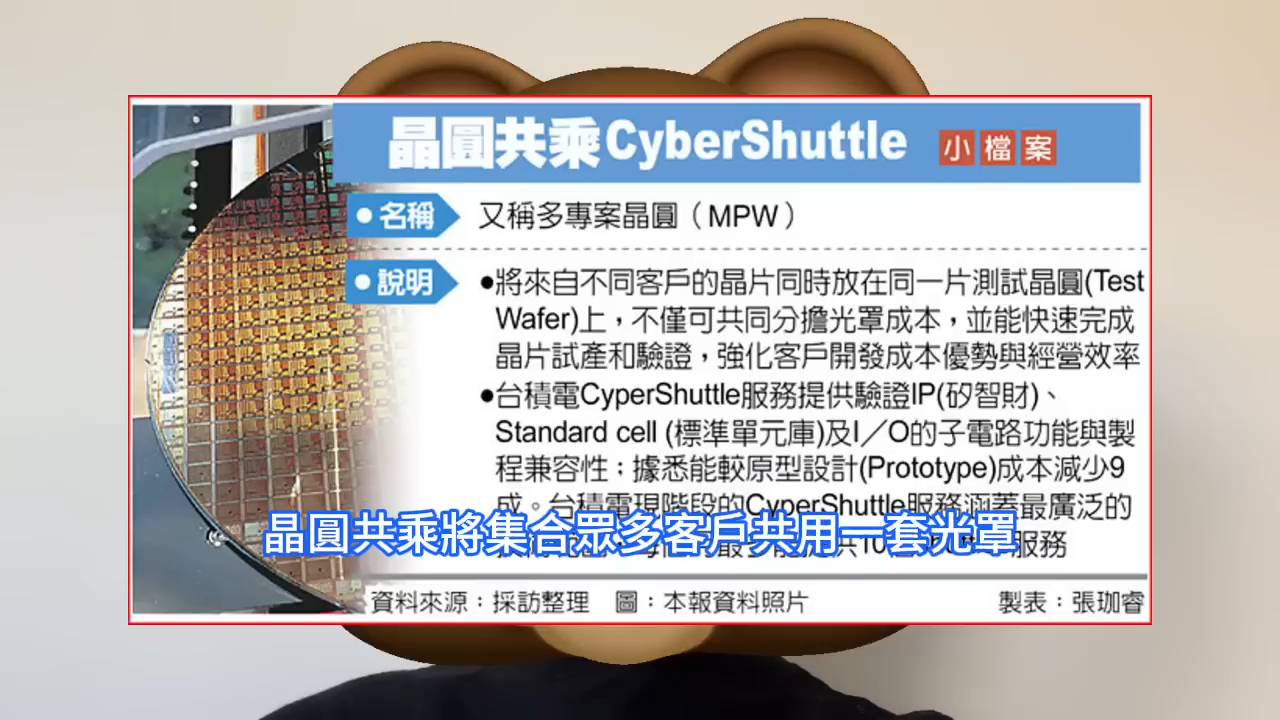 晶圓共乘CyberShuttle 小檔案
名稱 又稱多專案晶圓（MPW）
說明 ●將來自不同客戶的晶片同時放在同一片測試晶圓(Test
Wafer)上，不僅可共同分擔光罩成本，並能快速完成
晶片試產和驗證，強化客戶開發成本優勢與經營效率
●台積電CyperShuttle服務提供驗證IP(矽智財)、
Standard cell (標準單元庫)及I／O的子電路功能與製
程兼容性；據悉能較原型設計(Prototype)成本減少9
成。台積電現階段的CyperShuttle服務涵蓋最廣泛的
服務
晶圓共乘將集合眾多客戶共用一套光罩
資料來源：採訪整理 圖：本報資料照片 製表：張珈睿